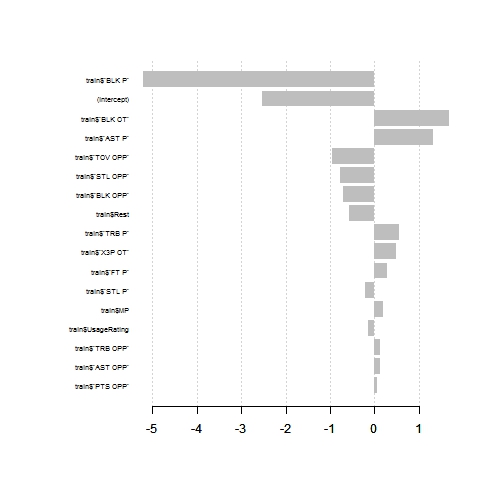 train$`BLK P`
(Intercept)
train$`BLK OT`
train$`AST P`
train$`TOV OPP`
train$`STL OPP`
train$`BLK OPP`
train$Rest
train$`TRB P`
train$`X3P OT`
train$`FT P`
train$`STL P`
train$MP
train$UsageRating
train$`TRB OPP`
train$`AST OPP`
train$`PTS OPP`
-5 -4 -3 -2 -1 0 1